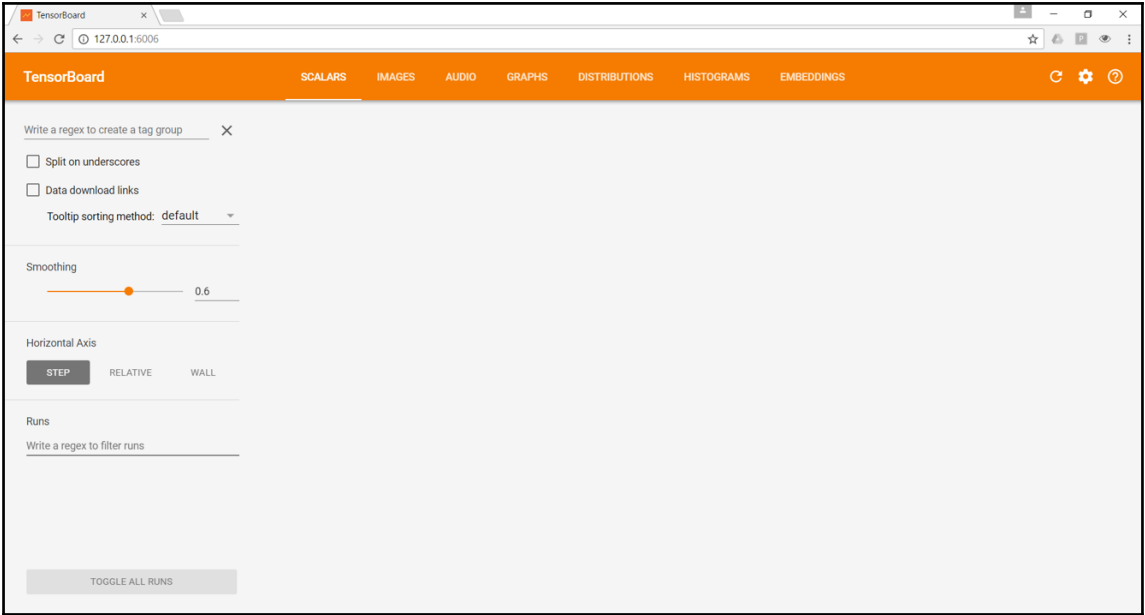 TensorBoard
127.0.0.1:6006
P
TensorBoard SCALARS IMAGES AUDIO GRAPHS DISTRIBUTIONS HISTOGRAMS EMBEDDINGS
Write a regex to create a tag group
Split on underscores
Data download links
Tooltip sorting method: default
Smoothing
0.6
Horizontal Axis
STEP RELATIVE WALL
Runs
Write a regex to filter runs
TOGGLE ALL RUNS